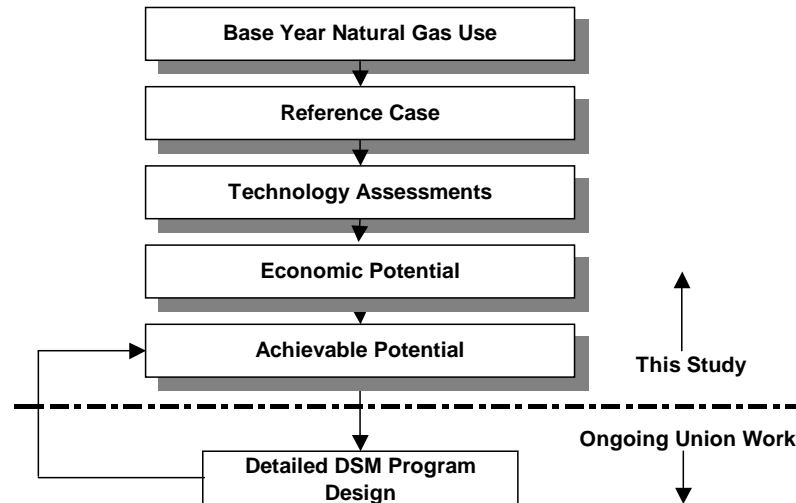 Base Year Natural Gas Use
Reference Case
Technology Assessments
Economic Potential
Achievable Potential
This Study
Ongoing Union Work
Detailed DSM Program
Design